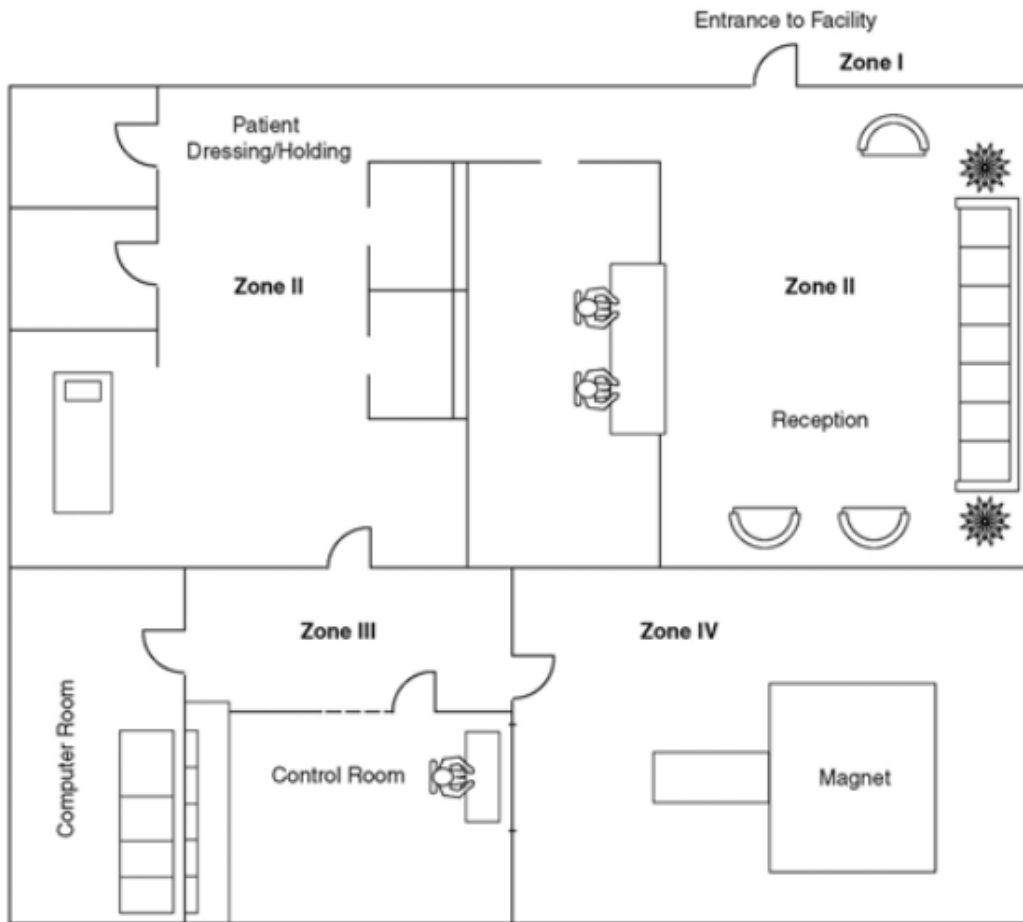 Entrance to Facility
Zone I
Patient
Dressing/Holding
Zone II
Zone II
Reception
Zone III
Zone IV
Computer Room
Control Room
Magnet